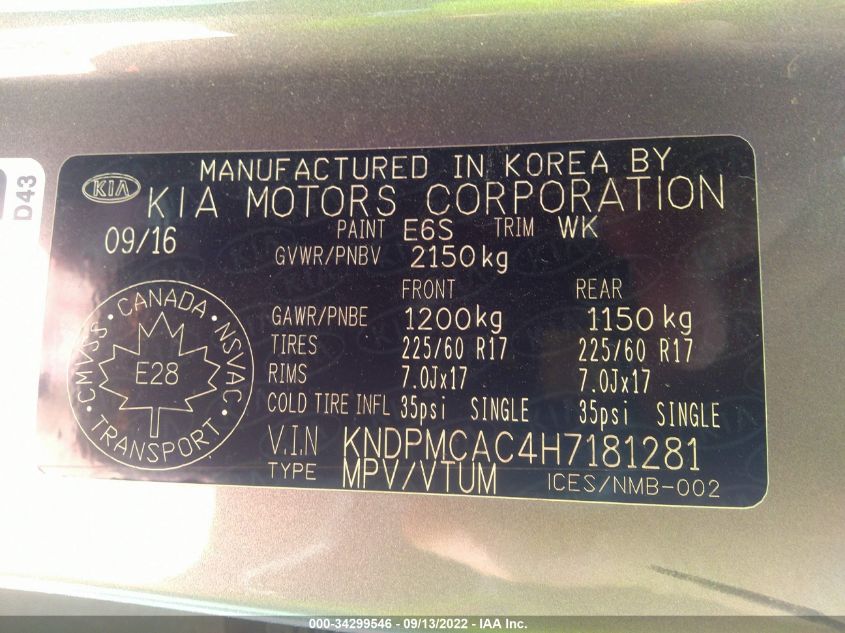 MANUFACTURED IN KOREA BY
KIA KIA MOTORS CORPORATION
D43
09/16 PAINT E6S TRIM WK
GVWR/PNBV 2150kg
FRONT REAR
GAWR/PNBE 1200kg 1150kg
TIRES 225/60 R17 225/60 R17
RIMS 7.0Jx17 7.0Jx17
COLD TIRE INFL 35psi SINGLE 35psi SINGLE
CANADA
CMVSS · NSVAC
E28
TRANSPORT
V.I.N KNDPMCAC4H7181281
TYPE MPV/VTUM ICES/NMB-002
000-34299546 - 09/13/2022 - IAA Inc.